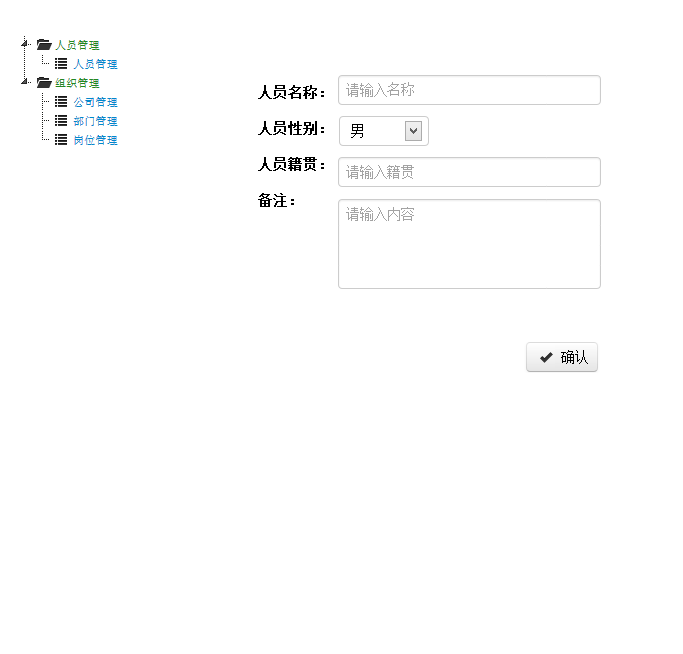 人员管理
人员管理
组织管理
公司管理
部门管理
岗位管理
人员名称：
请输入名称
人员性别：
男
人员籍贯：
请输入籍贯
备注：
请输入内容
确认